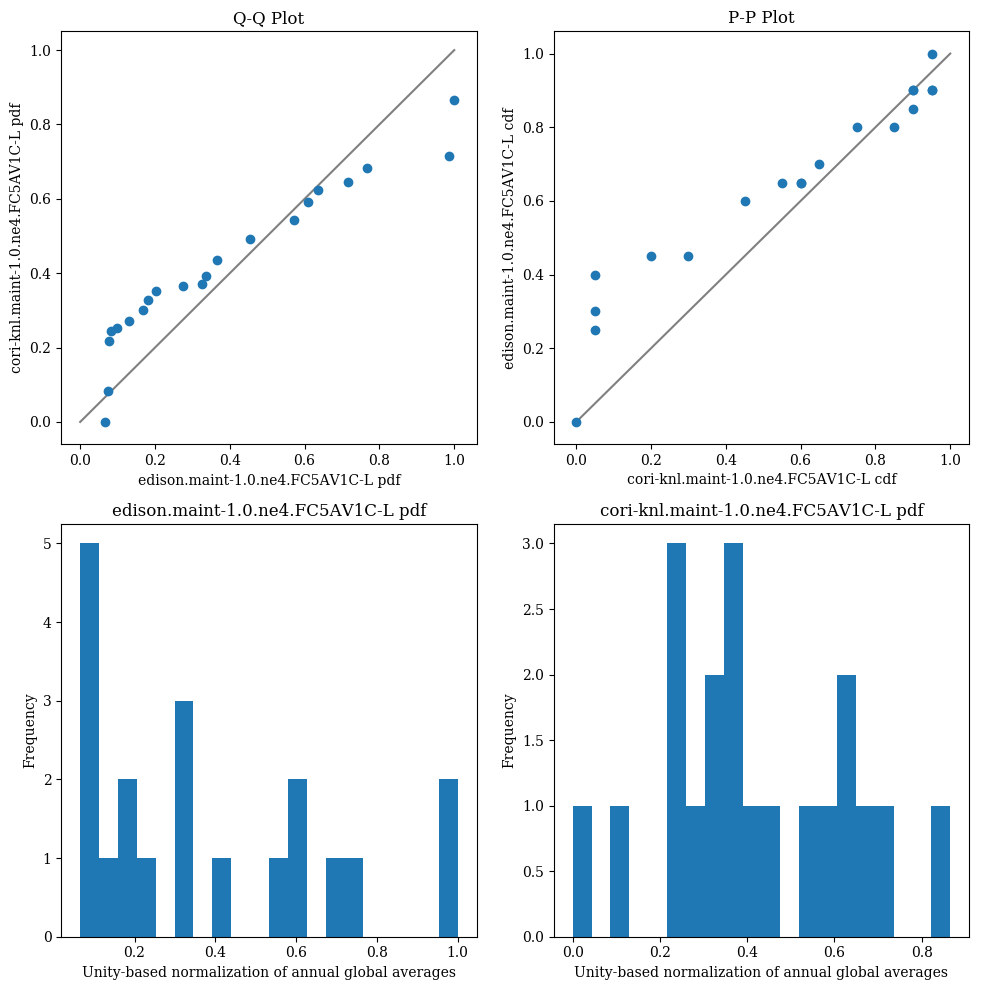 Q-Q Plot
1.0
0.8
0.6
0.4
0.2
0.0
0.0 0.2 0.4 0.6 0.8 1.0
cori-knl.maint-1.0.ne4.FC5AV1C-L pdf
edison.maint-1.0.ne4.FC5AV1C-L pdf
P-P Plot
1.0
0.8
0.6
0.4
0.2
0.0
0.0 0.2 0.4 0.6 0.8 1.0
edison.maint-1.0.ne4.FC5AV1C-L cdf
cori-knl.maint-1.0.ne4.FC5AV1C-L cdf
edison.maint-1.0.ne4.FC5AV1C-L pdf
5
4
3
2
1
0
0.2 0.4 0.6 0.8 1.0
Frequency
Unity-based normalization of annual global averages
cori-knl.maint-1.0.ne4.FC5AV1C-L pdf
3.0
2.5
2.0
1.5
1.0
0.5
0.0
0.0 0.2 0.4 0.6 0.8
Frequency
Unity-based normalization of annual global averages